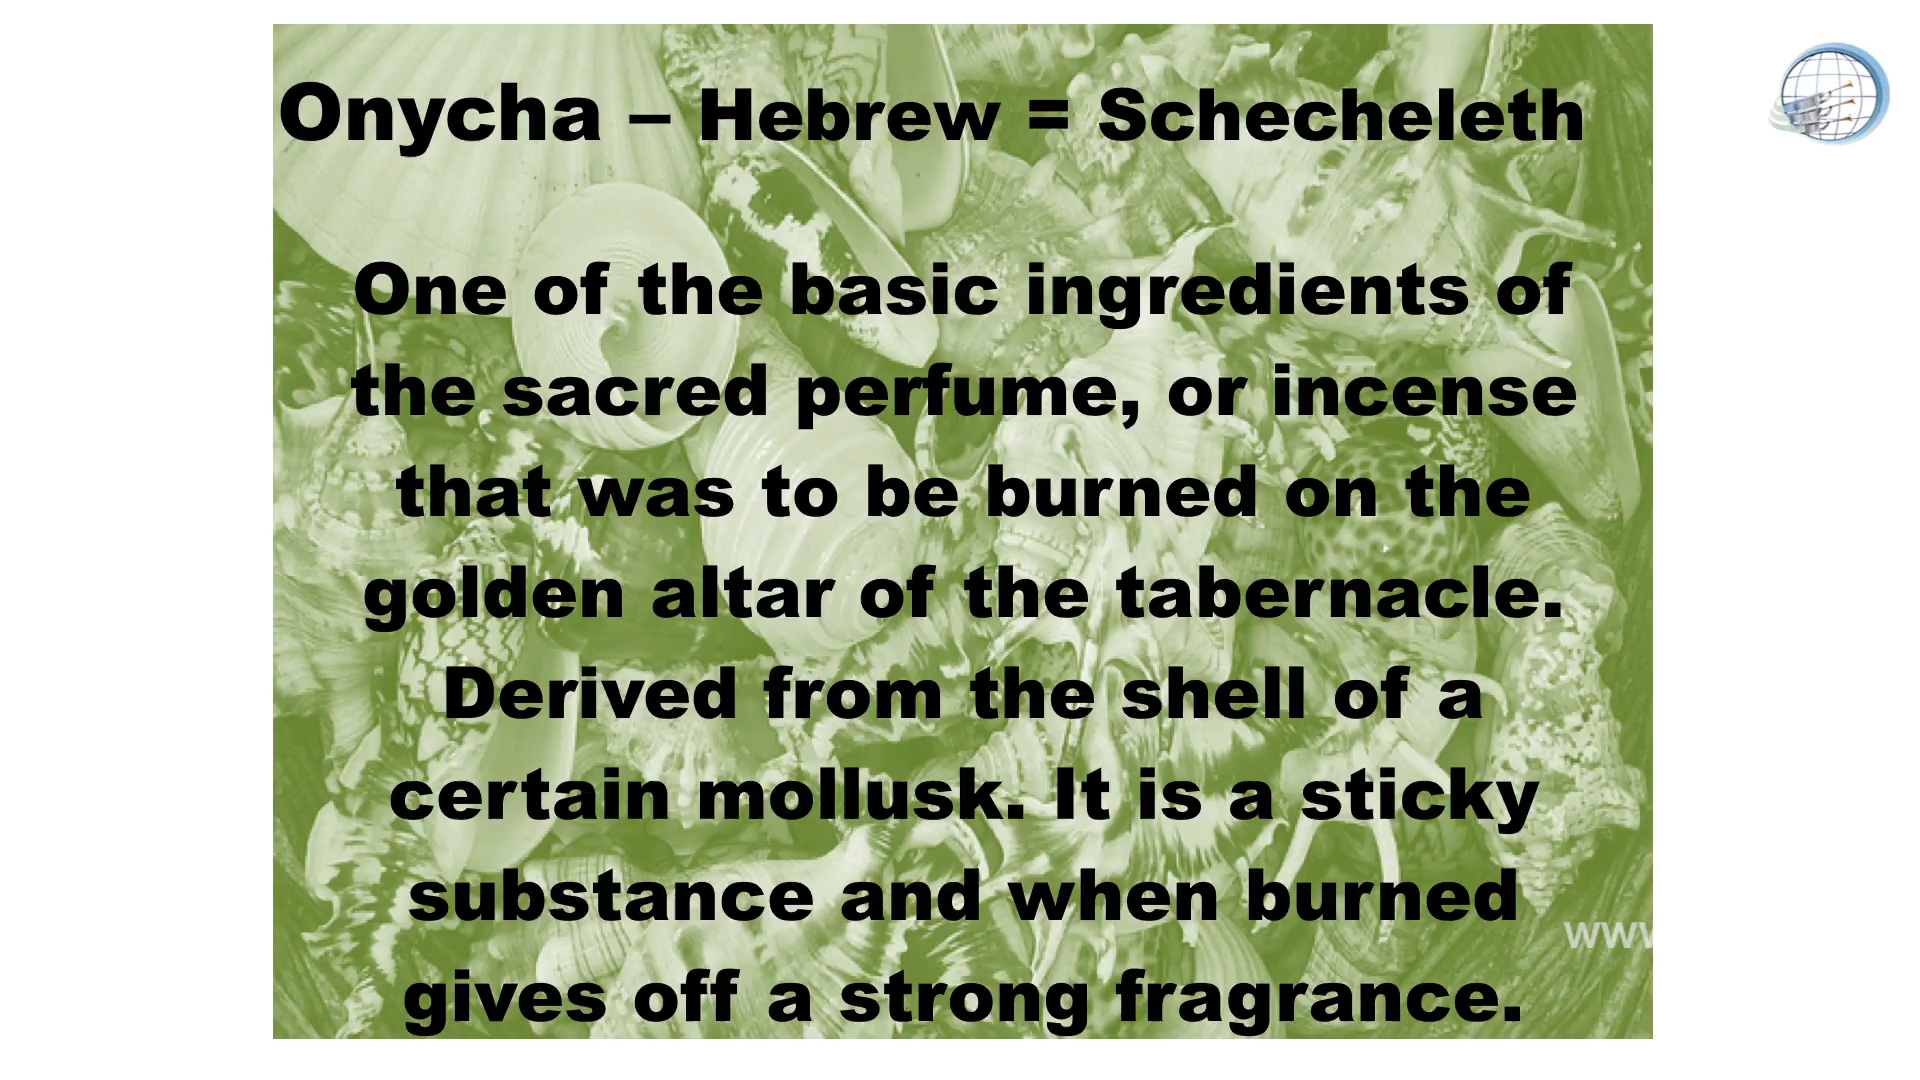 Onycha – Hebrew = Schecheleth
One of the basic ingredients of
the sacred perfume, or incense
that was to be burned on the
golden altar of the tabernacle.
Derived from the shell of a
certain mollusk. It is a sticky
substance and when burned
gives off a strong fragrance.